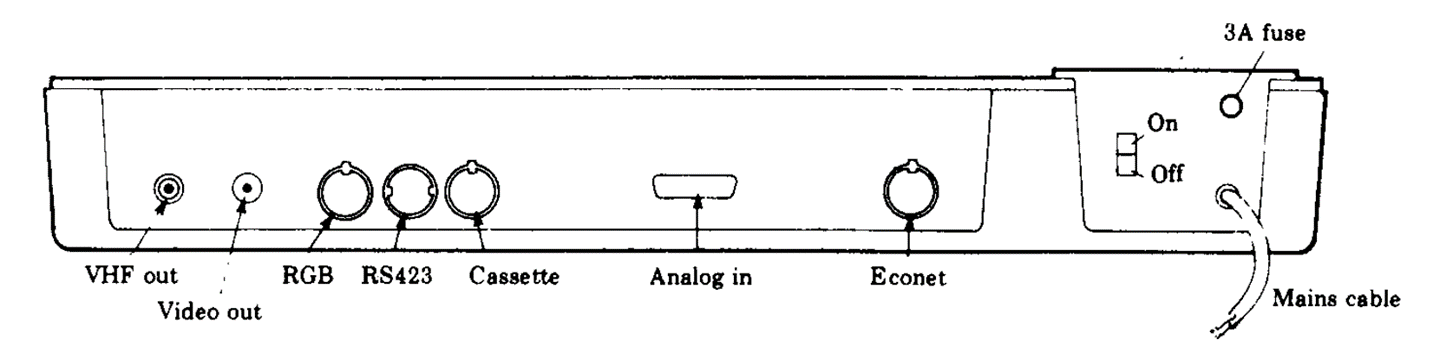 3A fuse
On
Off
VHF out
Video out
RGB
RS423
Cassette
Analog in
Econet
Mains cable